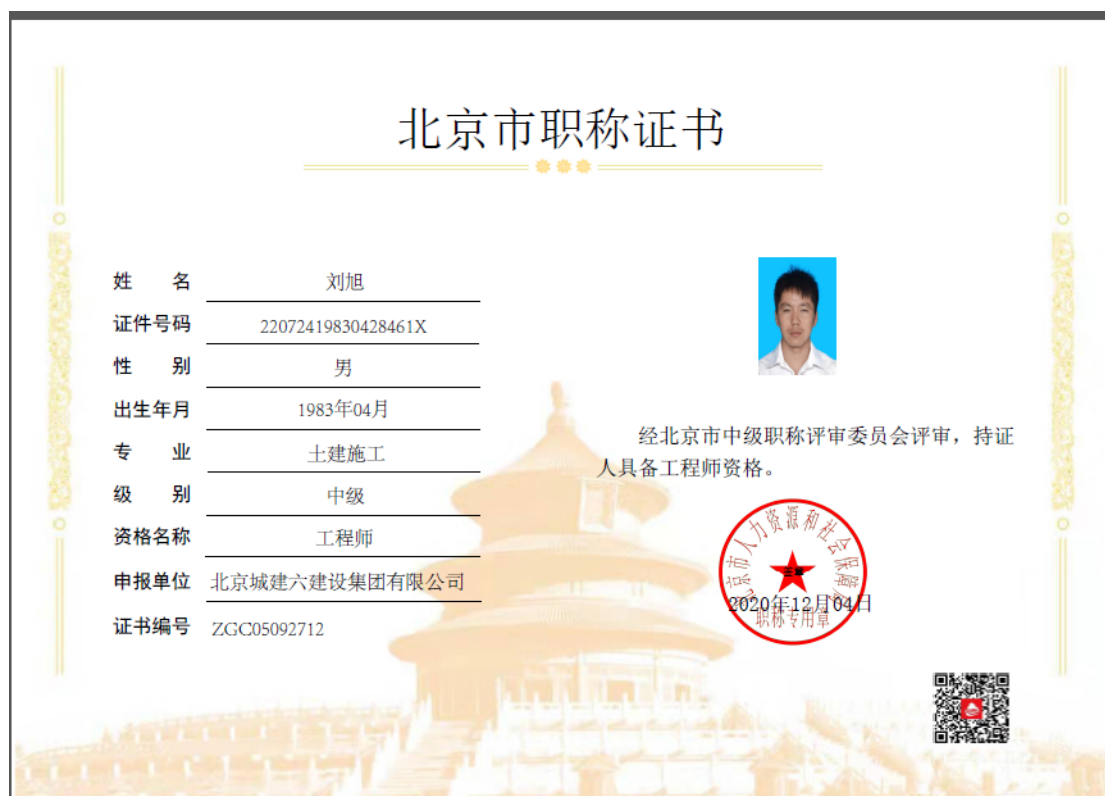 北京市职称证书
姓 名 刘旭
证件号码 22072419830428461X
性 别 男
出生年月 1983年04月
专 业 土建施工
级 别 中级
资格名称 工程师
申报单位 北京城建六建设集团有限公司
证书编号 ZGC05092712
经北京市中级职称评审委员会评审，持证
人具备工程师资格。
北京市人力资源和社会保障局
2020年12月04日
职称专用章